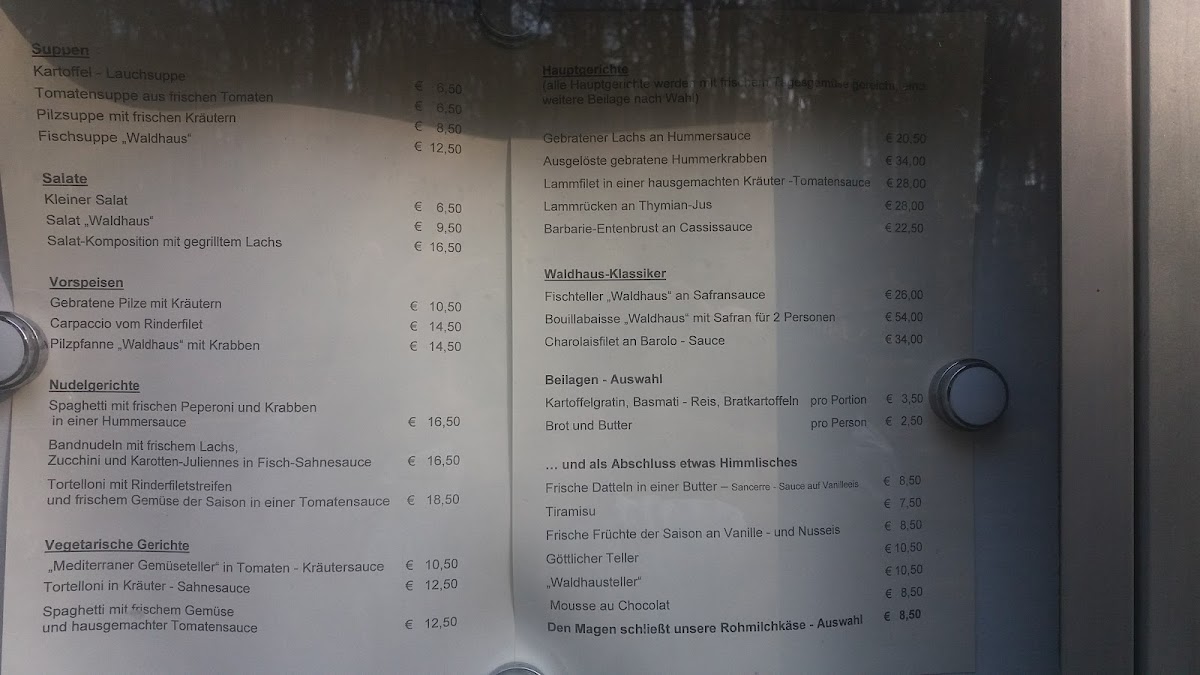 Suppen
Kartoffel - Lauchsuppe € 6,50
Tomatensuppe aus frischen Tomaten € 6,50
Pilzsuppe mit frischen Kräutern € 8,50
Fischsuppe „Waldhaus“ € 12,50
Salate
Kleiner Salat € 6,50
Salat „Waldhaus“ € 9,50
Salat-Komposition mit gegrilltem Lachs € 16,50
Vorspeisen
Gebratene Pilze mit Kräutern € 10,50
Carpaccio vom Rinderfilet € 14,50
Pilzpfanne „Waldhaus“ mit Krabben € 14,50
Nudelgerichte
Spaghetti mit frischen Peperoni und Krabben
in einer Hummersauce € 16,50
Bandnudeln mit frischem Lachs,
Zucchini und Karotten-Juliennes in Fisch-Sahnesauce € 16,50
Tortelloni mit Rinderfiletstreifen
und frischem Gemüse der Saison in einer Tomatensauce € 18,50
Vegetarische Gerichte
„Mediterraner Gemüseteller“ in Tomaten - Kräutersauce € 10,50
Tortelloni in Kräuter - Sahnesauce € 12,50
Spaghetti mit frischem Gemüse
und hausgemachter Tomatensauce € 12,50
Hauptgerichte
(alle Hauptgerichte werden mit frischem Tagesgemüse gereicht, und
weitere Beilage nach Wahl)
Gebratener Lachs an Hummersauce € 20,50
Ausgelöste gebratene Hummerkrabben € 34,00
Lammfilet in einer hausgemachten Kräuter -Tomatensauce € 28,00
Lammrücken an Thymian-Jus € 28,00
Barbarie-Entenbrust an Cassissauce € 22,50
Waldhaus-Klassiker
Fischteller „Waldhaus“ an Safransauce € 26,00
Bouillabaisse „Waldhaus“ mit Safran für 2 Personen € 54,00
Charolaisfilet an Barolo - Sauce € 34,00
Beilagen - Auswahl
Kartoffelgratin, Basmati - Reis, Bratkartoffeln pro Portion € 3,50
Brot und Butter pro Person € 2,50
... und als Abschluss etwas Himmlisches
Frische Datteln in einer Butter – Sancerre - Sauce auf Vanilleeis € 8,50
Tiramisu € 7,50
Frische Früchte der Saison an Vanille - und Nusseis € 8,50
Göttlicher Teller € 10,50
„Waldhausteller“ € 10,50
Mousse au Chocolat € 8,50
Den Magen schließt unsere Rohmilchkäse - Auswahl € 8,50